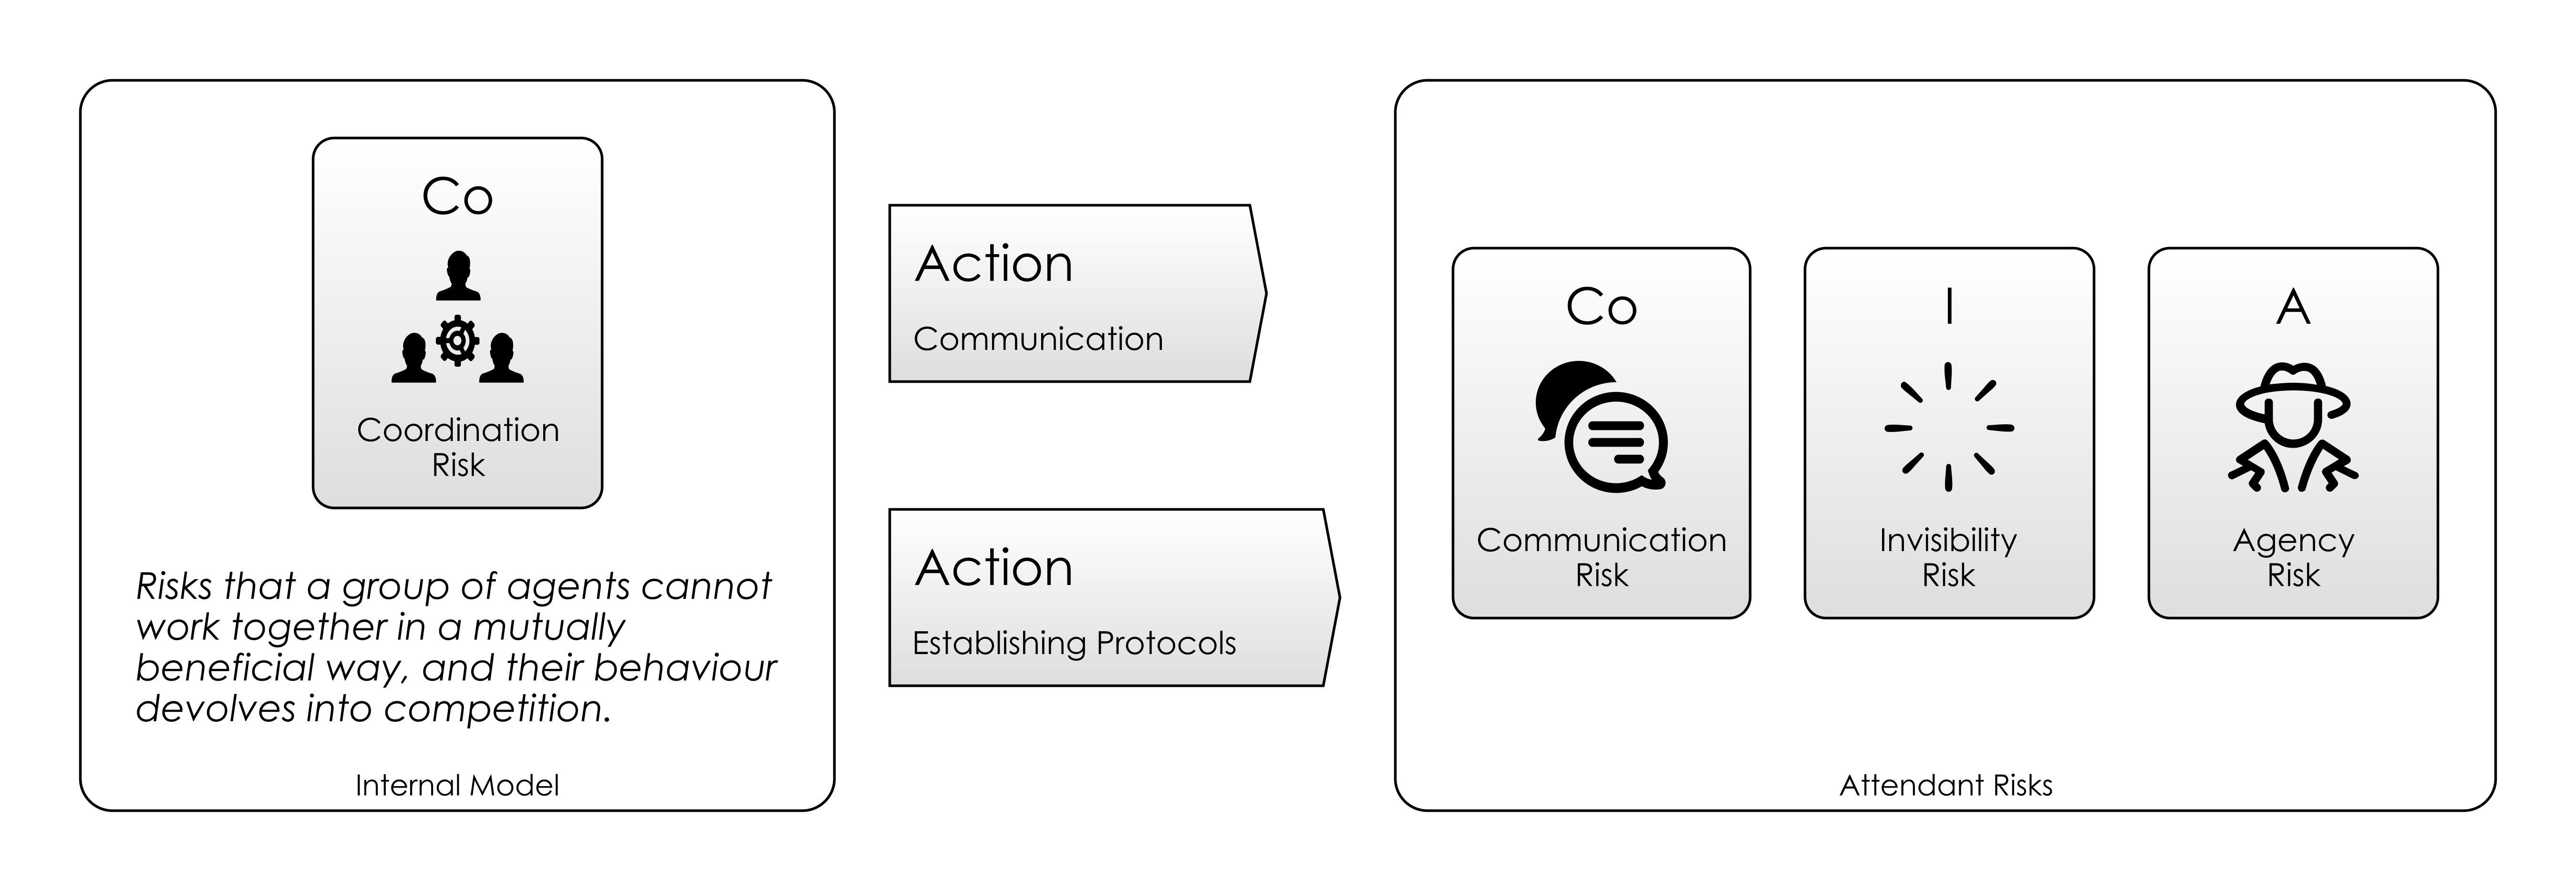 Co
Coordination
Risk
Risks that a group of agents cannot
work together in a mutually
beneficial way, and their behaviour
devolves into competition.
Internal Model
Action
Communication
Action
Establishing Protocols
Co
Communication
Risk
I
Invisibility
Risk
A
Agency
Risk
Attendant Risks